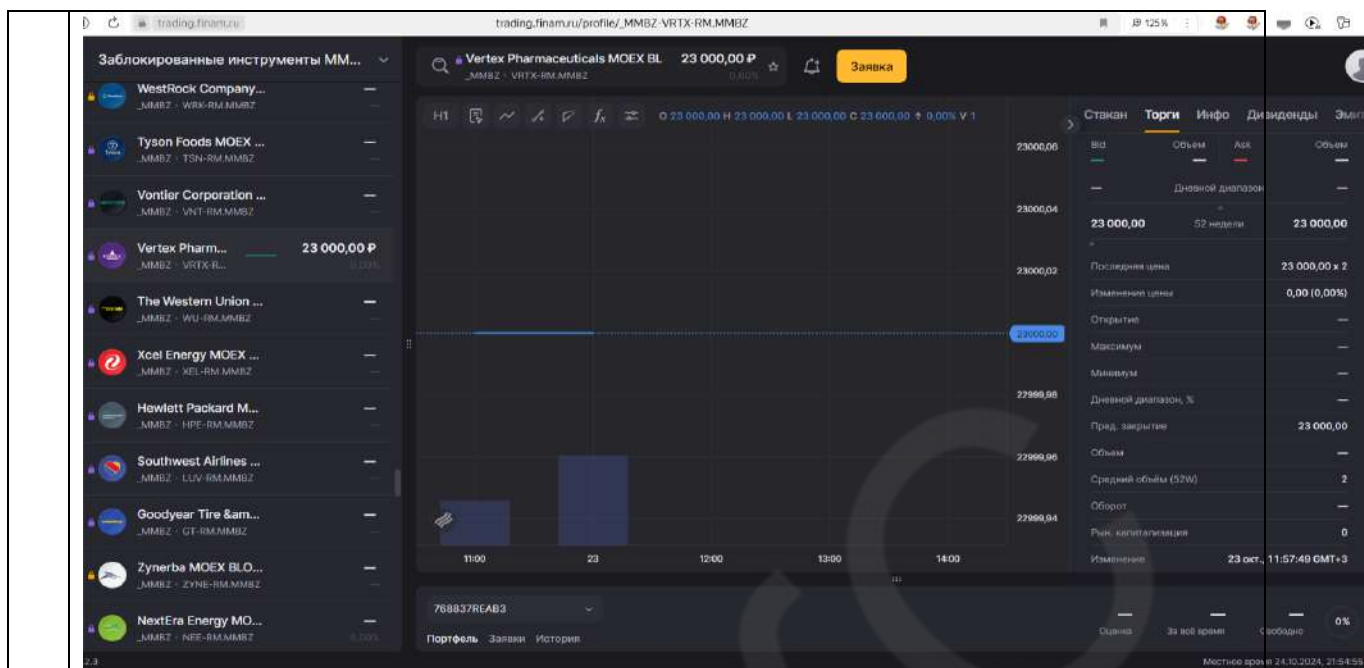 trading.finam.ru
trading.finam.ru/profile/_MMBZ-VRTX-RM.MMBZ
125%
Заблокированные инструменты MM...
WestRock Company...
_MMBZ · WRK-RM.MMBZ
Tyson Foods MOEX ...
_MMBZ · TSN-RM.MMBZ
Vontier Corporation ...
_MMBZ · VNT-RM.MMBZ
Vertex Pharm...
23 000,00 ₽
_MMBZ · VRTX-R...
0,00%
The Western Union ...
_MMBZ · WU-RM.MMBZ
Xcel Energy MOEX ...
_MMBZ · XEL-RM.MMBZ
Hewlett Packard M...
_MMBZ · HPE-RM.MMBZ
Southwest Airlines ...
_MMBZ · LUV-RM.MMBZ
Goodyear Tire &am...
_MMBZ · GT-RM.MMBZ
Zynerba MOEX BLO...
_MMBZ · ZYNE-RM.MMBZ
NextEra Energy MO...
_MMBZ · NEE-RM.MMBZ
0,00%
2.3
Vertex Pharmaceuticals MOEX BL 23 000,00 ₽
_MMBZ · VRTX-RM.MMBZ 0,00%
Заявка
H1
O 23 000,00 H 23 000,00 L 23 000,00 C 23 000,00 0,00% V 1
23000,06
23000,04
23000,02
23000,00
22999,98
22999,96
22999,94
11:00 23 12:00 13:00 14:00
768837REAB3
Портфель Заявки История
Стакан Торги Инфо Дивиденды
Bid Объем Ask Объем
Дневной диапазон
23 000,00 52 недели 23 000,00
Последняя цена 23 000,00 x 2
Изменение цены 0,00 (0,00%)
Открытие —
Максимум —
Минимум —
Дневной диапазон, % —
Пред. закрытие 23 000,00
Объем —
Средний объём (52W) 2
Оборот —
Рын. капитализация 0
Изменение 23 окт., 11:57:49 GMT+3
Оценка За всё время Свободно 0%
Местное время 24.10.2024, 21:54:55